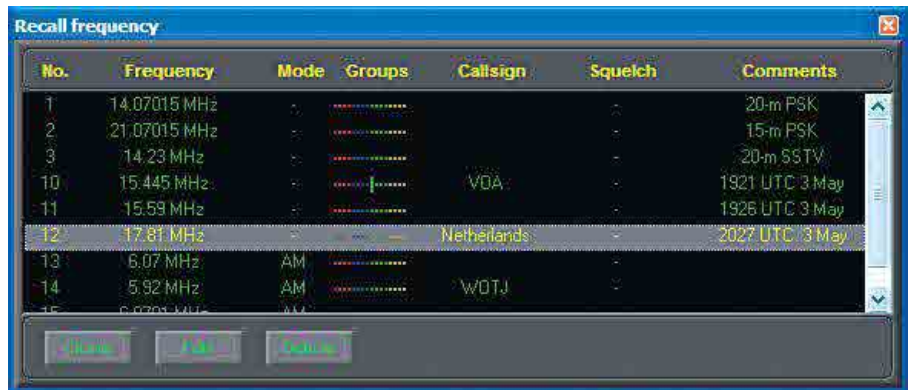 Recall frequency
No. Frequency Mode Groups Callsign Squelch Comments
1 14.07015 MHz - - 20-m PSK
2 21.07015 MHz - - 15-m PSK
3 14.23 MHz - - 20-m SSTV
10 15.445 MHz - VOA - 1921 UTC 3 May
11 15.59 MHz - - 1926 UTC 3 May
12 17.81 MHz - Netherlands - 2027 UTC 3 May
13 6.07 MHz AM -
14 5.92 MHz AM WOTJ -